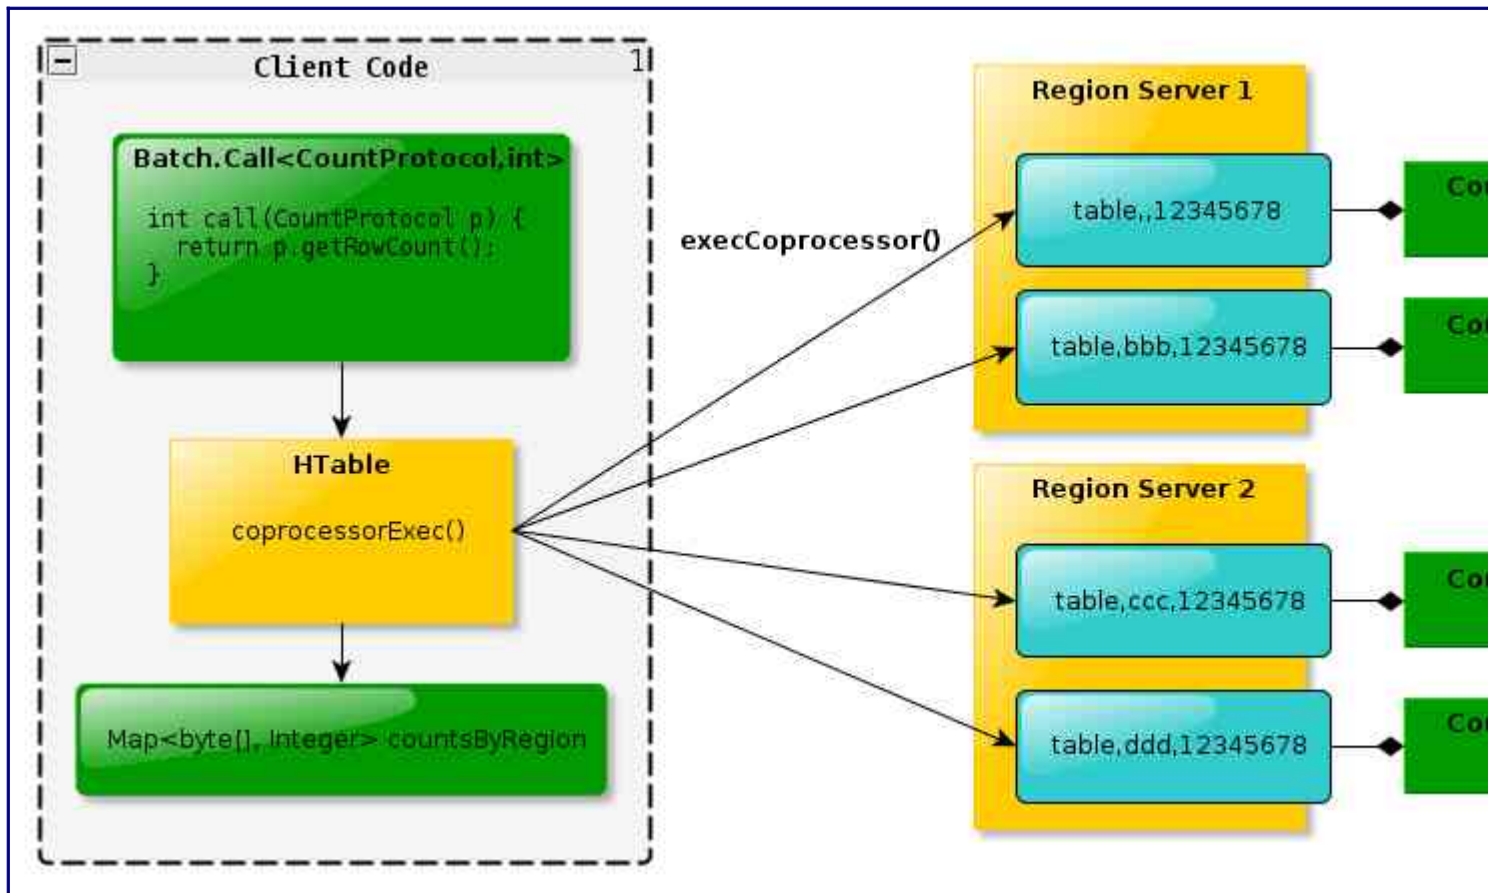 Client Code
1
Batch.Call<CountProtocol,int>
int call(CountProtocol p) {
return p.getRowCount();
}
HTable
coprocessorExec()
Map<byte[], Integer> countsByRegion
execCoprocessor()
Region Server 1
table,,12345678
table,bbb,12345678
Region Server 2
table,ccc,12345678
table,ddd,12345678